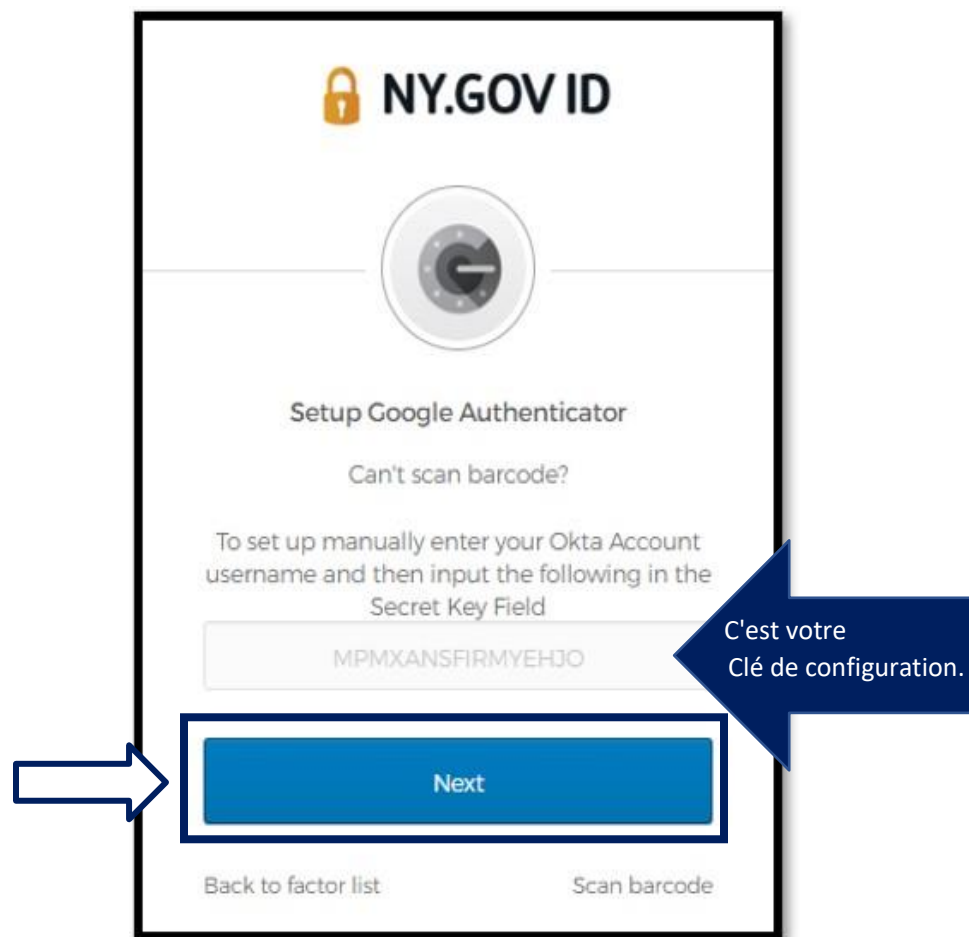 NY.GOV ID
Setup Google Authenticator
Can't scan barcode?
To set up manually enter your Okta Account
username and then input the following in the
Secret Key Field
MPMXANSFIRMYEHJO
C'est votre
Clé de configuration.
Next
Back to factor list
Scan barcode